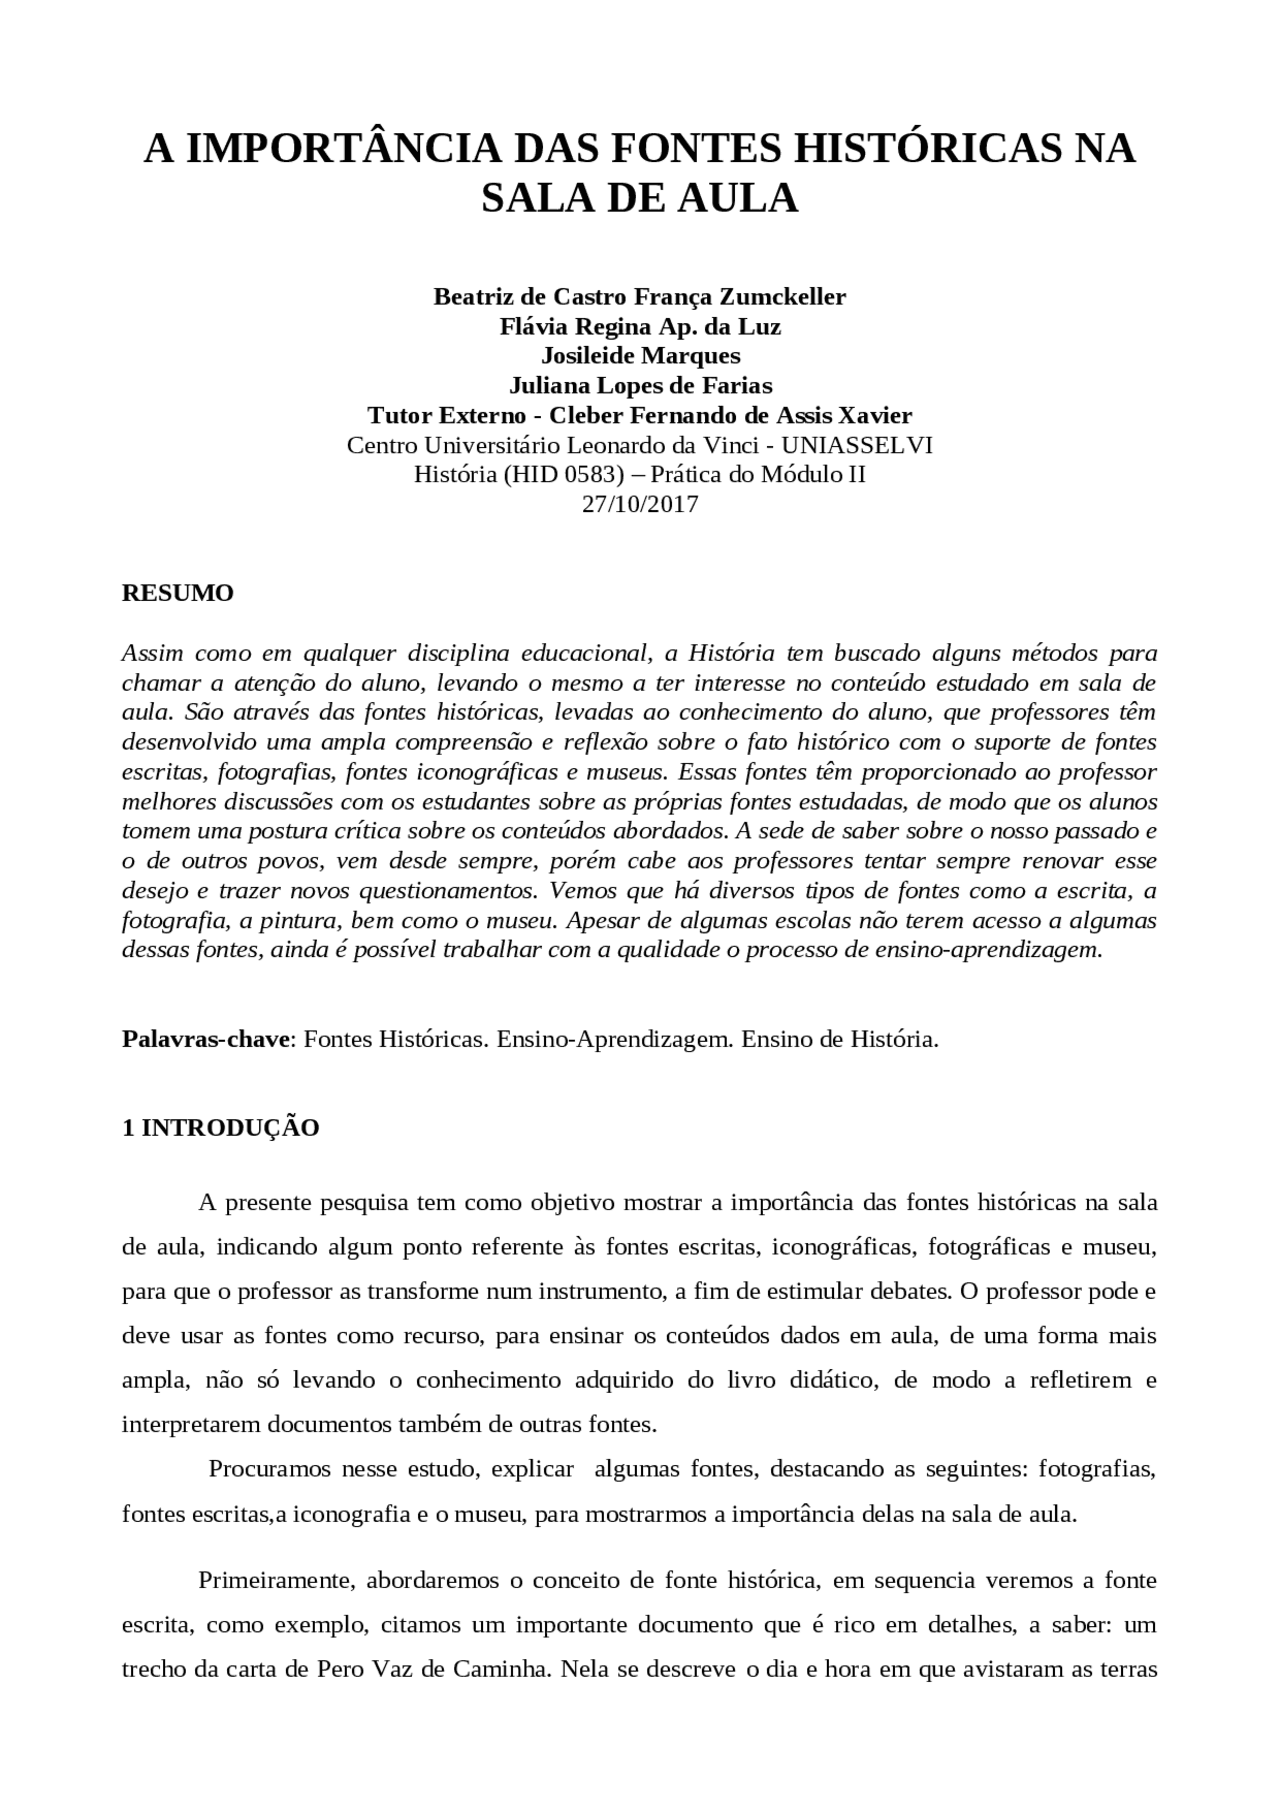 A IMPORTÂNCIA DAS FONTES HISTÓRICAS NA
SALA DE AULA
Beatriz de Castro França Zumckeller
Flávia Regina Ap. da Luz
Josileide Marques
Juliana Lopes de Farias
Tutor Externo - Cleber Fernando de Assis Xavier
Centro Universitário Leonardo da Vinci - UNIASSELVI
História (HID 0583) – Prática do Módulo II
27/10/2017
RESUMO
Assim como em qualquer disciplina educacional, a História tem buscado alguns métodos para
chamar a atenção do aluno, levando o mesmo a ter interesse no conteúdo estudado em sala de
aula. São através das fontes históricas, levadas ao conhecimento do aluno, que professores têm
desenvolvido uma ampla compreensão e reflexão sobre o fato histórico com o suporte de fontes
escritas, fotografias, fontes iconográficas e museus. Essas fontes têm proporcionado ao professor
melhores discussões com os estudantes sobre as próprias fontes estudadas, de modo que os alunos
tomem uma postura crítica sobre os conteúdos abordados. A sede de saber sobre o nosso passado e
o de outros povos, vem desde sempre, porém cabe aos professores tentar sempre renovar esse
desejo e trazer novos questionamentos. Vemos que há diversos tipos de fontes como a escrita, a
fotografia, a pintura, bem como o museu. Apesar de algumas escolas não terem acesso a algumas
dessas fontes, ainda é possível trabalhar com a qualidade o processo de ensino-aprendizagem.
Palavras-chave: Fontes Históricas. Ensino-Aprendizagem. Ensino de História.
1 INTRODUÇÃO
A presente pesquisa tem como objetivo mostrar a importância das fontes históricas na sala
de aula, indicando algum ponto referente às fontes escritas, iconográficas, fotográficas e museu,
para que o professor as transforme num instrumento, a fim de estimular debates. O professor pode e
deve usar as fontes como recurso, para ensinar os conteúdos dados em aula, de uma forma mais
ampla, não só levando o conhecimento adquirido do livro didático, de modo a refletirem e
interpretarem documentos também de outras fontes.
Procuramos nesse estudo, explicar  algumas fontes, destacando as seguintes: fotografias,
fontes escritas,a iconografia e o museu, para mostrarmos a importância delas na sala de aula.
Primeiramente, abordaremos o conceito de fonte histórica, em sequencia veremos a fonte
escrita, como exemplo, citamos um importante documento que é rico em detalhes, a saber: um
trecho da carta de Pero Vaz de Caminha. Nela se descreve o dia e hora em que avistaram as terras